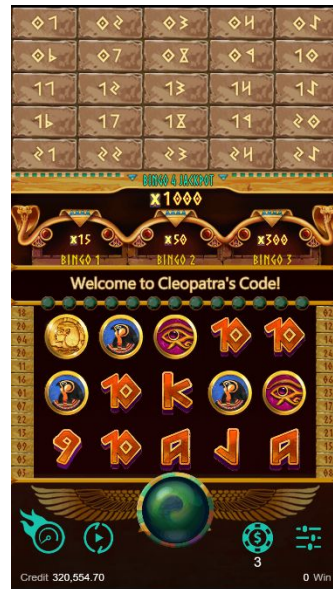 01 02 03 04 05
06 07 08 09 10
11 12 13 14 15
16 17 18 19 20
21 22 23 24 25
BINGO 4 JACKPOT
x1000
x15 x50 x300
BINGO 1 BINGO 2 BINGO 3
Welcome to Cleopatra's Code!
10 10
10 K
9 10 A J A
3
Credit 320,554.70 0 Win